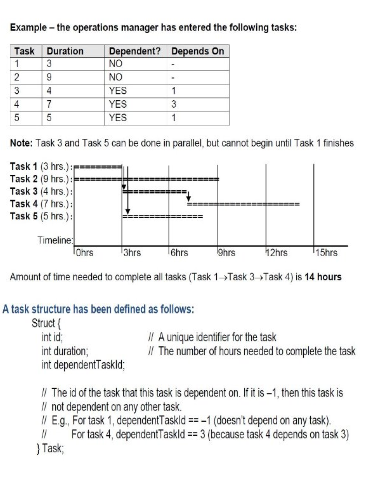 Example – the operations manager has entered the following tasks:
Task Duration Dependent? Depends On
1 3 NO -
2 9 NO -
3 4 YES 1
4 7 YES 3
5 5 YES 1
Note: Task 3 and Task 5 can be done in parallel, but cannot begin until Task 1 finishes
Task 1 (3 hrs.):
Task 2 (9 hrs.):
Task 3 (4 hrs.):
Task 4 (7 hrs.):
Task 5 (5 hrs.):
Timeline:
0hrs 3hrs 6hrs 9hrs 12hrs 15hrs
Amount of time needed to complete all tasks (Task 1→Task 3→Task 4) is 14 hours
A task structure has been defined as follows:
Struct {
int id; // A unique identifier for the task
int duration; // The number of hours needed to complete the task
int dependentTaskId;
// The id of the task that this task is dependent on. If it is –1, then this task is
// not dependent on any other task.
// E.g., For task 1, dependentTaskId == –1 (doesn't depend on any task).
// For task 4, dependentTaskId == 3 (because task 4 depends on task 3)
} Task;